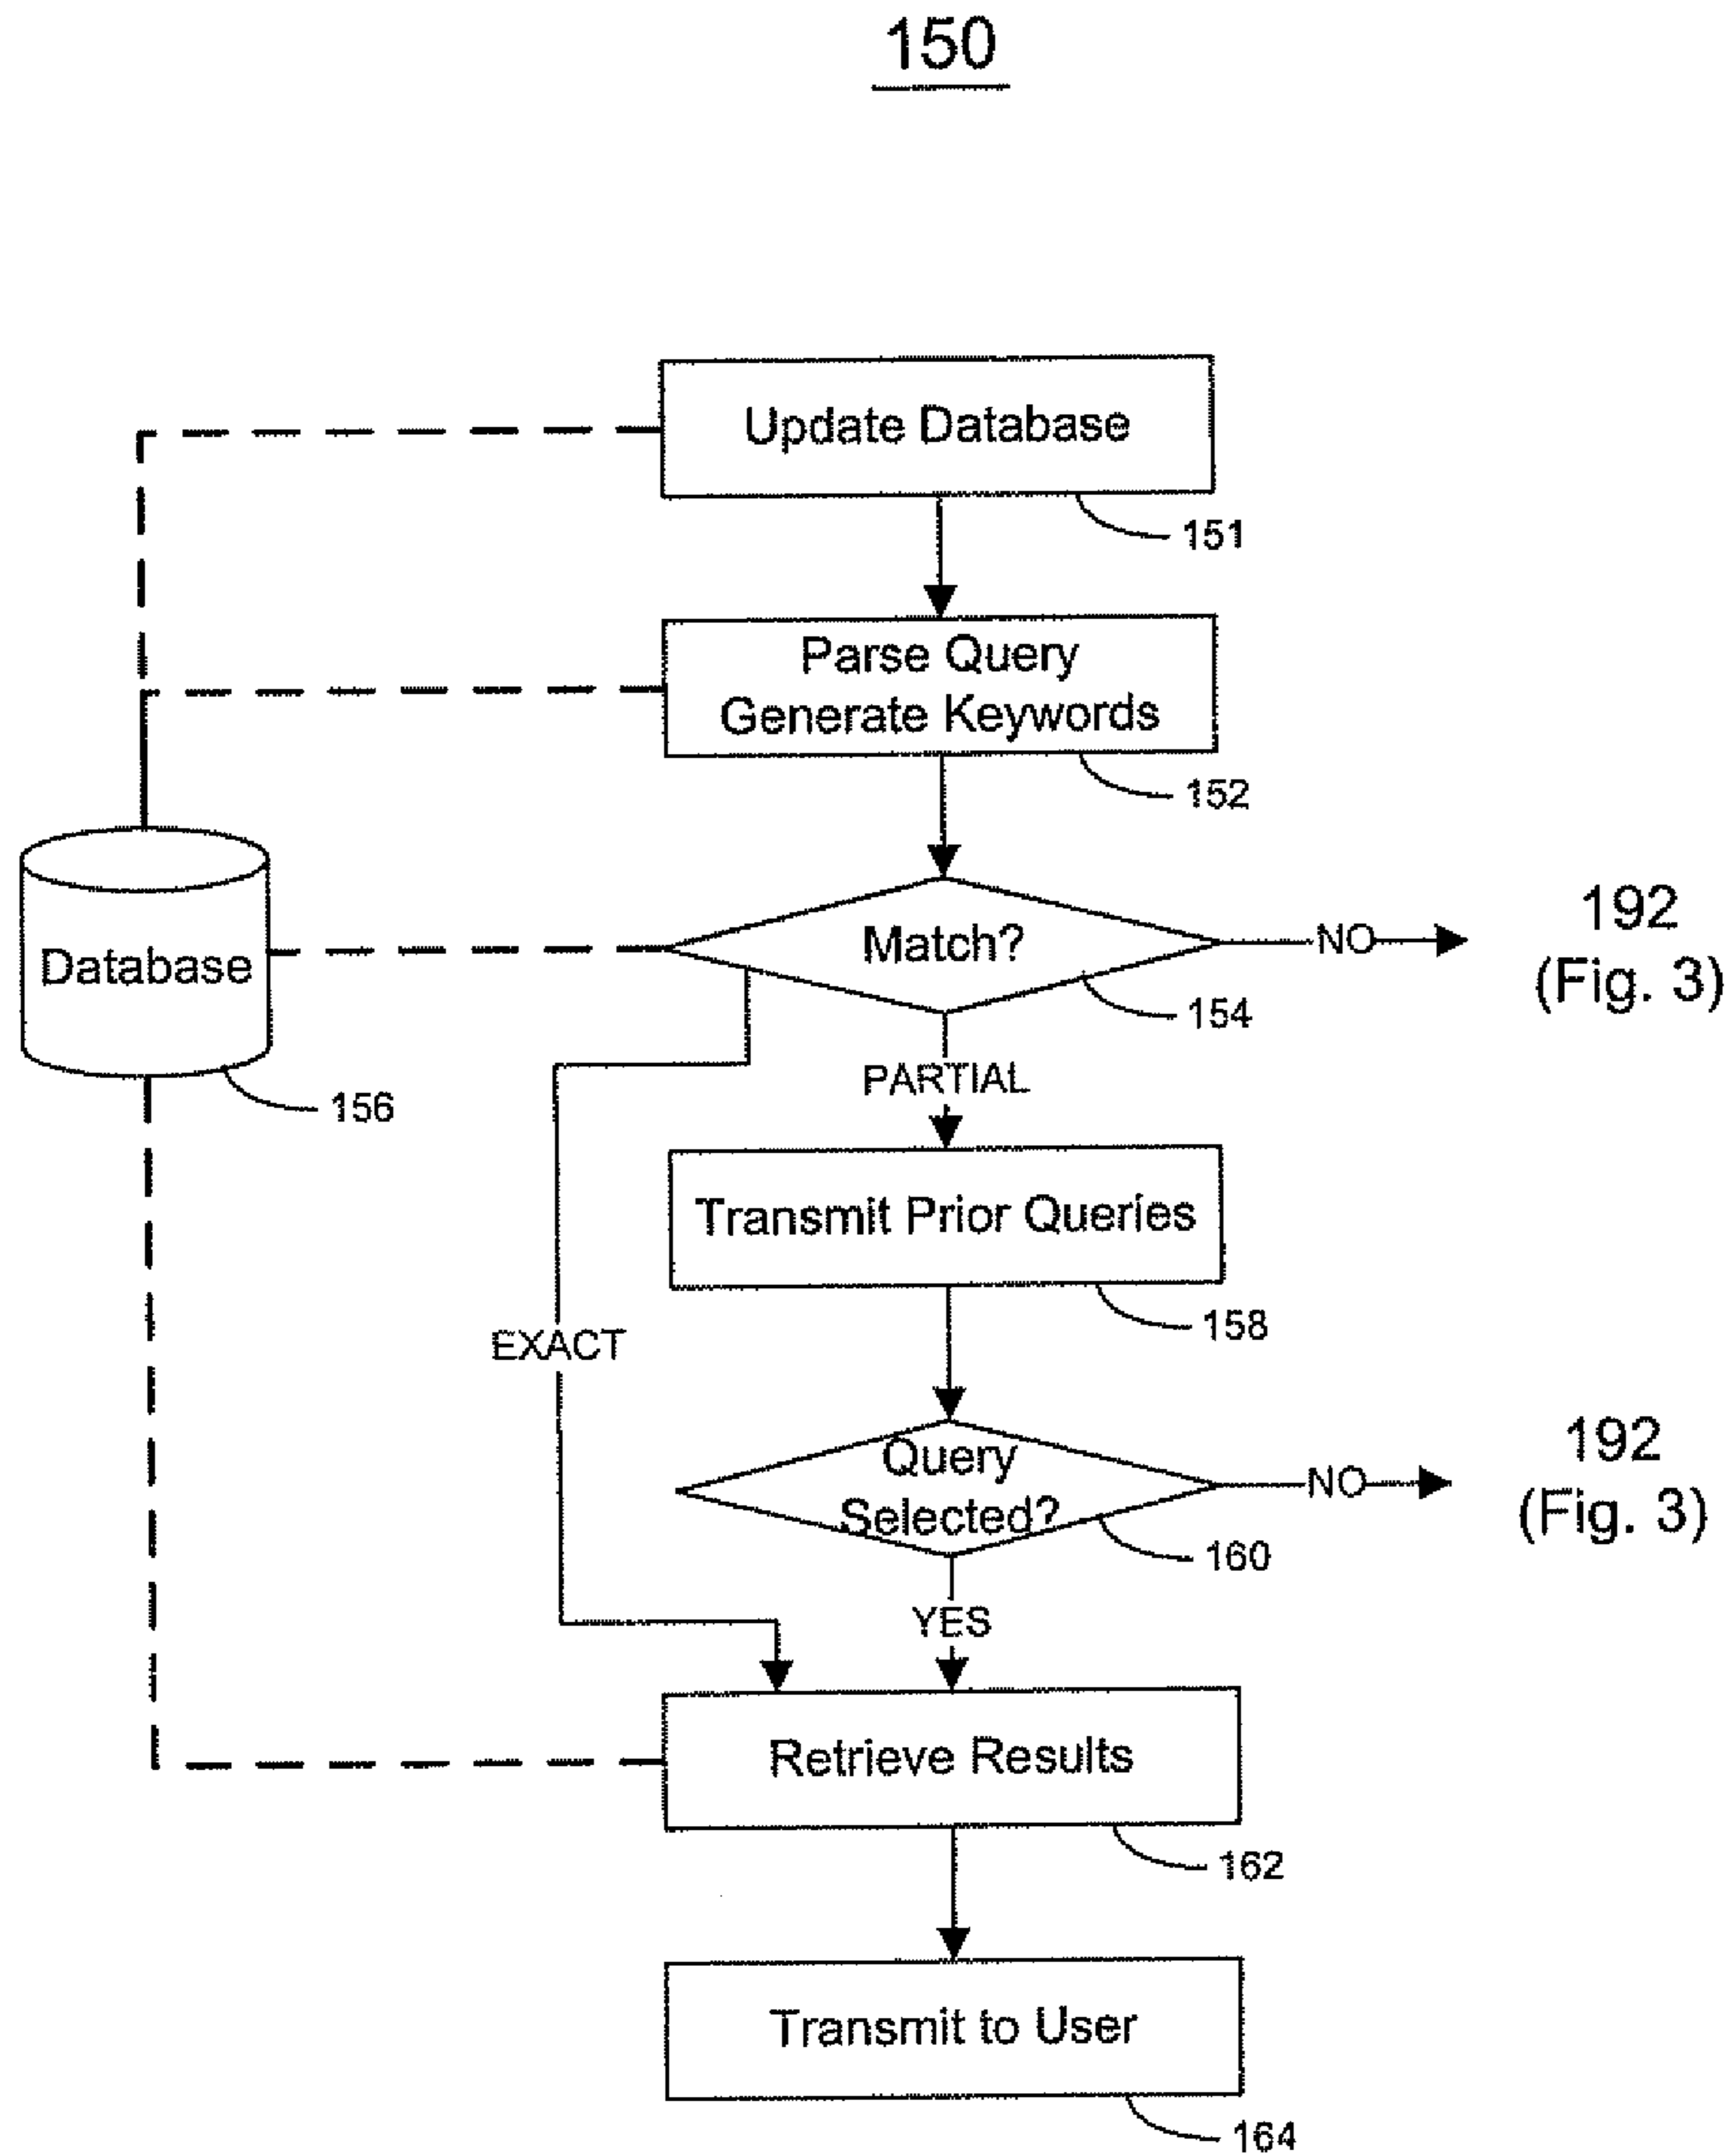 150
Update Database
151
Parse Query
Generate Keywords
152
Match?
NO
192
(Fig. 3)
154
Database
156
PARTIAL
Transmit Prior Queries
158
EXACT
Query
Selected?
NO
192
(Fig. 3)
160
YES
Retrieve Results
162
Transmit to User
164